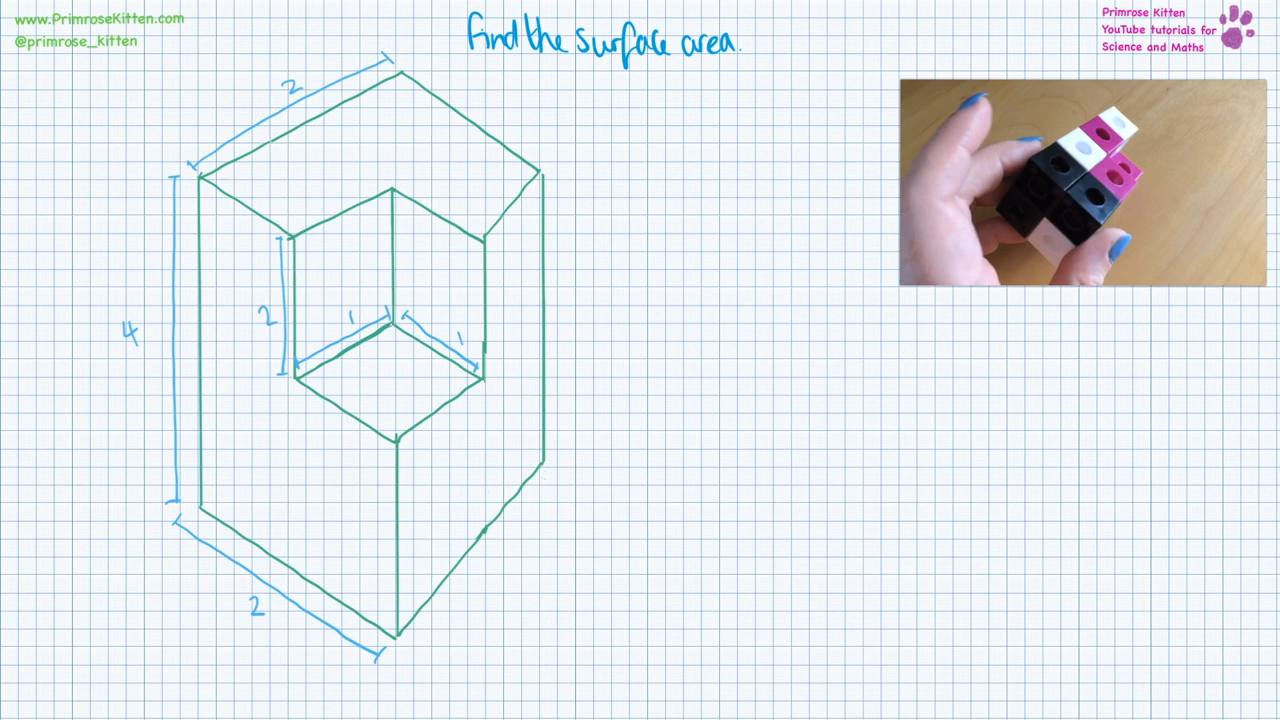 www.PrimroseKitten.com
@primrose_kitten
Find the surface area.
Primrose Kitten
YouTube tutorials for
Science and Maths
2
4
2
1
1
2